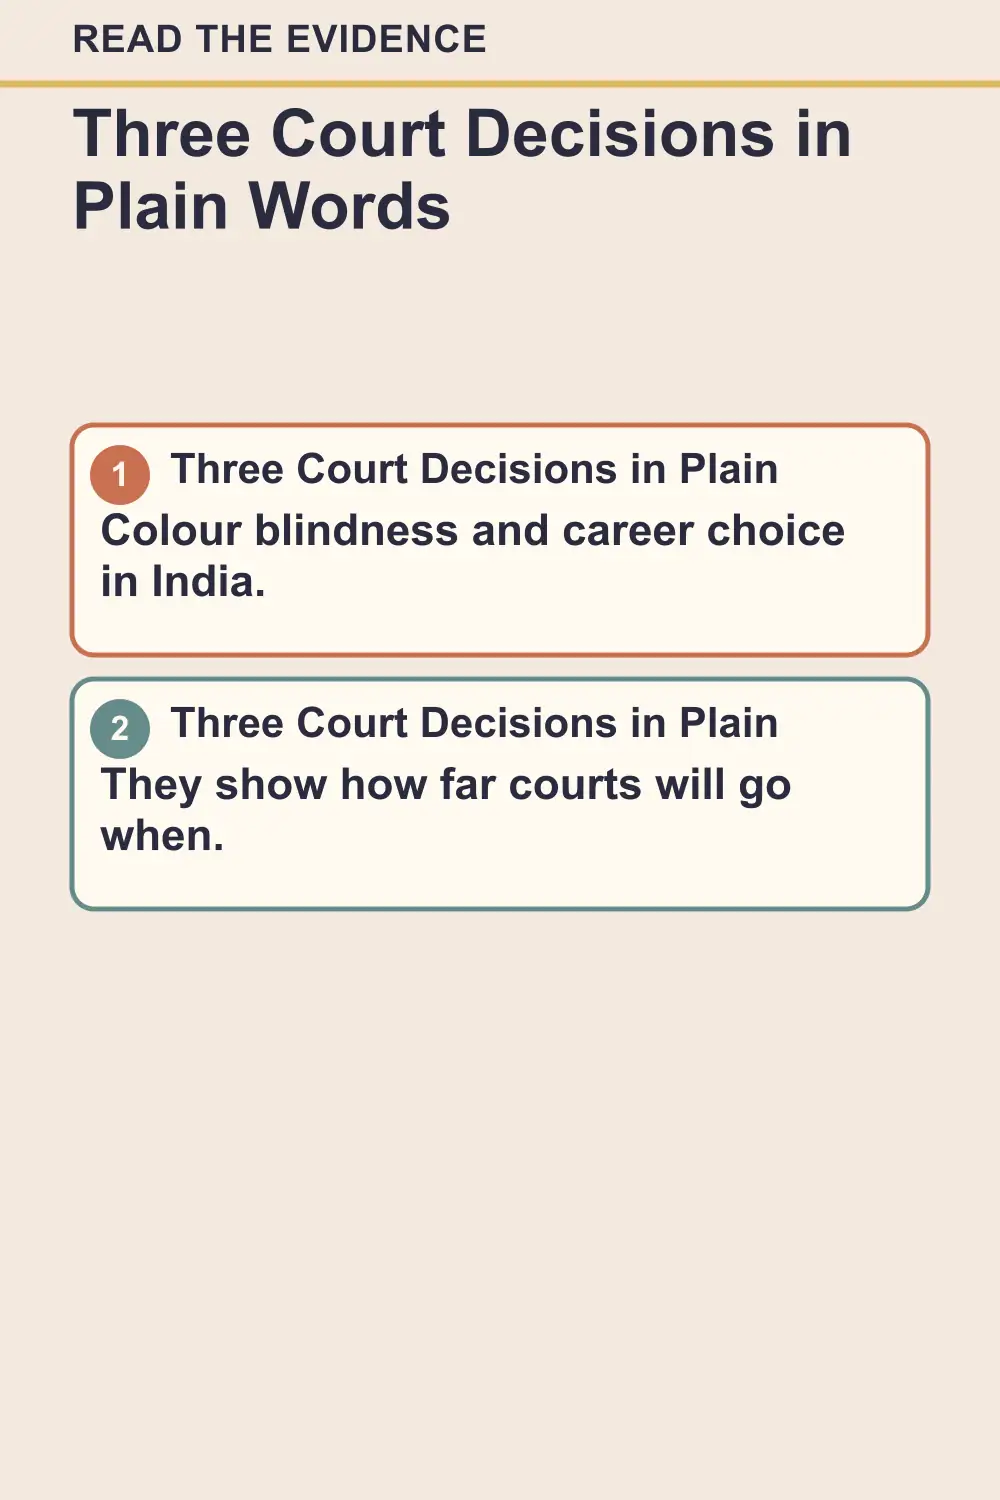 READ THE EVIDENCE
Three Court Decisions in
Plain Words
1 Three Court Decisions in Plain
Colour blindness and career choice
in India.
2 Three Court Decisions in Plain
They show how far courts will go
when.